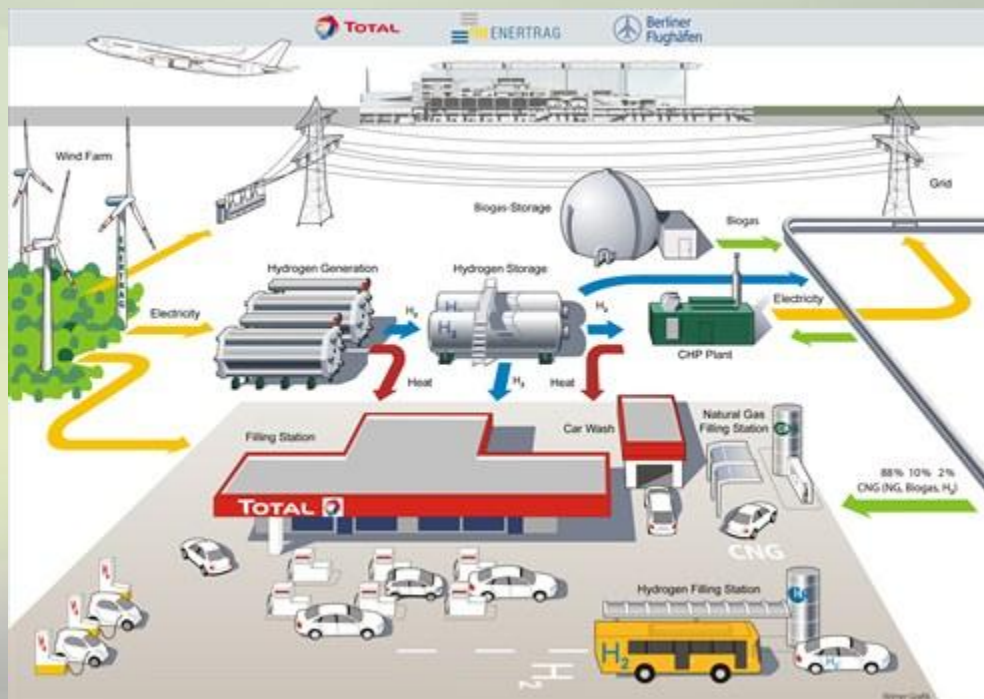 TOTAL
ENERTRAG
Berliner
Flughäfen
Wind Farm
Grid
Biogas-Storage
Biogas
Hydrogen Generation
Hydrogen Storage
ENERTRAG
Electricity
H₂
H₂
H₂
H₂
Electricity
CHP Plant
Heat
H₂
Heat
Filling Station
Car Wash
Natural Gas
Filling Station
88% 10% 2%
CNG (NG, Biogas, H₂)
TOTAL
CNG
Hydrogen Filling Station
H₂
H₂
H₂